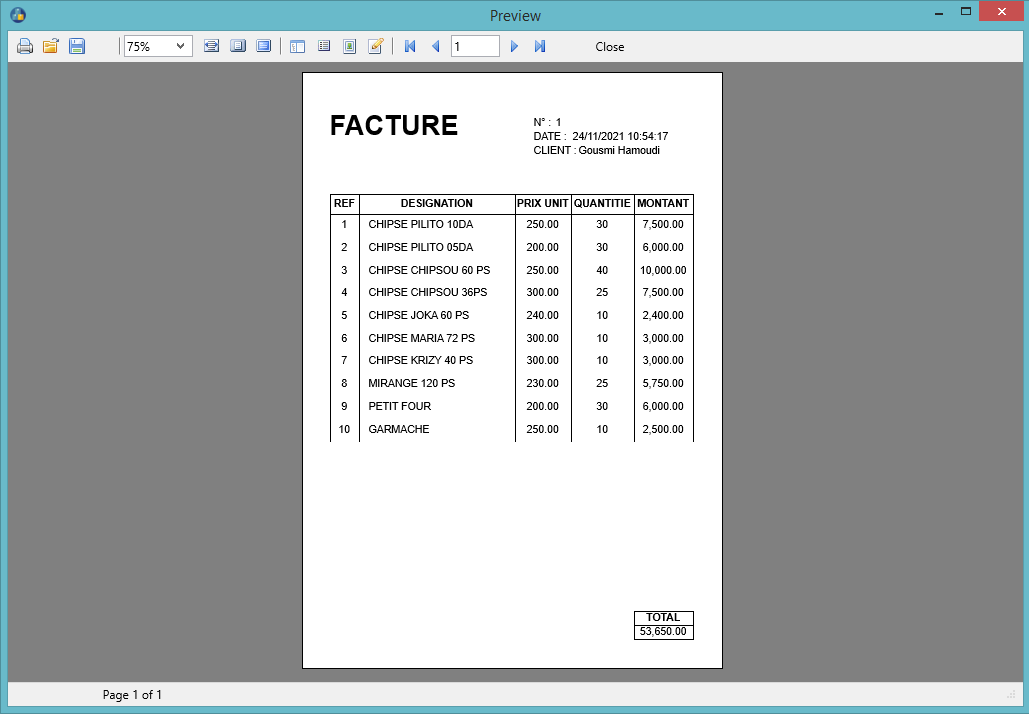 Preview
75%
1
Close
FACTURE
N° : 1
DATE : 24/11/2021 10:54:17
CLIENT : Gousmi Hamoudi
REF DESIGNATION PRIX UNIT QUANTITIE MONTANT
1 CHIPSE PILITO 10DA 250.00 30 7,500.00
2 CHIPSE PILITO 05DA 200.00 30 6,000.00
3 CHIPSE CHIPSOU 60 PS 250.00 40 10,000.00
4 CHIPSE CHIPSOU 36PS 300.00 25 7,500.00
5 CHIPSE JOKA 60 PS 240.00 10 2,400.00
6 CHIPSE MARIA 72 PS 300.00 10 3,000.00
7 CHIPSE KRIZY 40 PS 300.00 10 3,000.00
8 MIRANGE 120 PS 230.00 25 5,750.00
9 PETIT FOUR 200.00 30 6,000.00
10 GARMACHE 250.00 10 2,500.00
TOTAL
53,650.00
Page 1 of 1